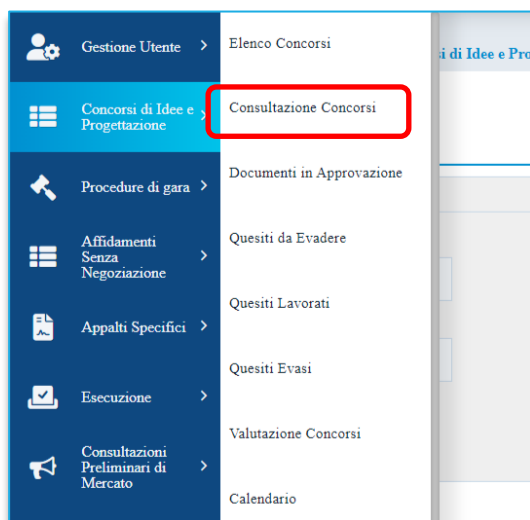 Gestione Utente
Concorsi di Idee e
Progettazione
Procedure di gara
Affidamenti
Senza
Negoziazione
Appalti Specifici
Esecuzione
Consultazioni
Preliminari di
Mercato
Elenco Concorsi
Consultazione Concorsi
Documenti in Approvazione
Quesiti da Evadere
Quesiti Lavorati
Quesiti Evasi
Valutazione Concorsi
Calendario
si di Idee e Pro